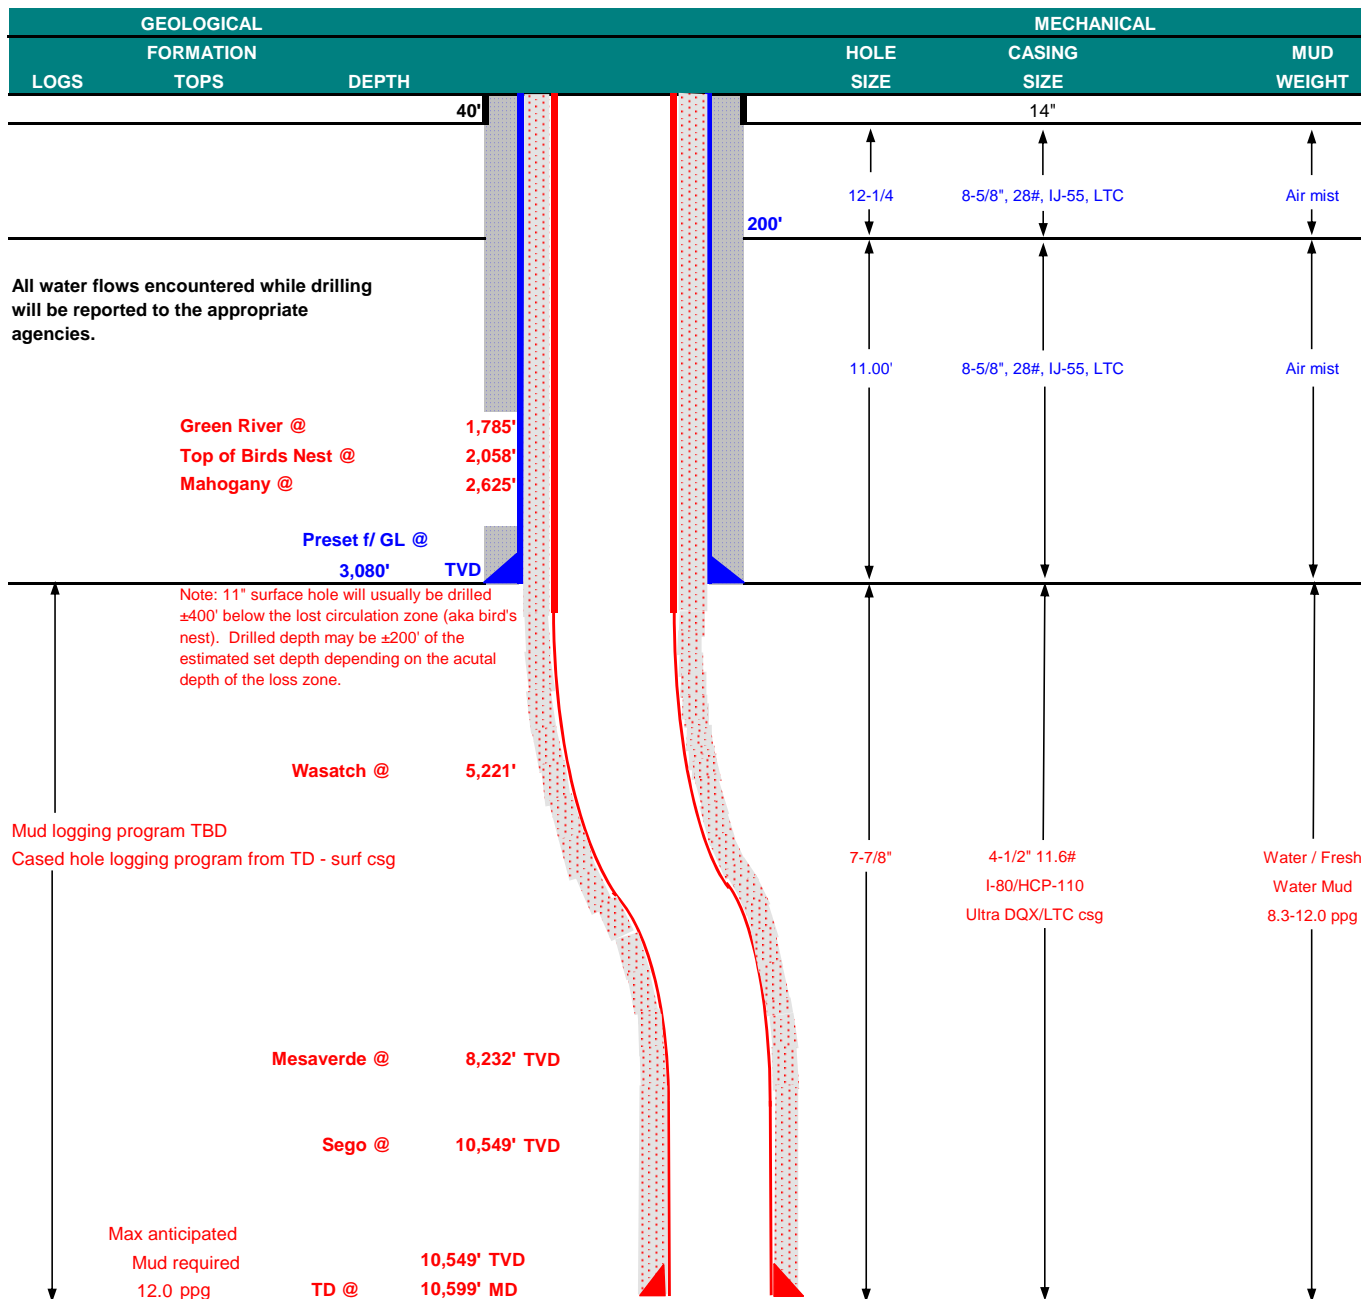 GEOLOGICAL MECHANICAL
FORMATION HOLE CASING MUD
LOGS TOPS DEPTH SIZE SIZE WEIGHT
40' 14"
12-1/4 8-5/8", 28#, IJ-55, LTC Air mist
200'
All water flows encountered while drilling
will be reported to the appropriate
agencies.
11.00' 8-5/8", 28#, IJ-55, LTC Air mist
Green River @ 1,785'
Top of Birds Nest @ 2,058'
Mahogany @ 2,625'
Preset f/ GL @
3,080' TVD
Note: 11" surface hole will usually be drilled
±400' below the lost circulation zone (aka bird's
nest). Drilled depth may be ±200' of the
estimated set depth depending on the acutal
depth of the loss zone.
Wasatch @ 5,221'
Mud logging program TBD
Cased hole logging program from TD - surf csg
7-7/8" 4-1/2" 11.6# Water / Fresh
I-80/HCP-110 Water Mud
Ultra DQX/LTC csg 8.3-12.0 ppg
Mesaverde @ 8,232' TVD
Sego @ 10,549' TVD
Max anticipated
Mud required 10,549' TVD
12.0 ppg TD @ 10,599' MD